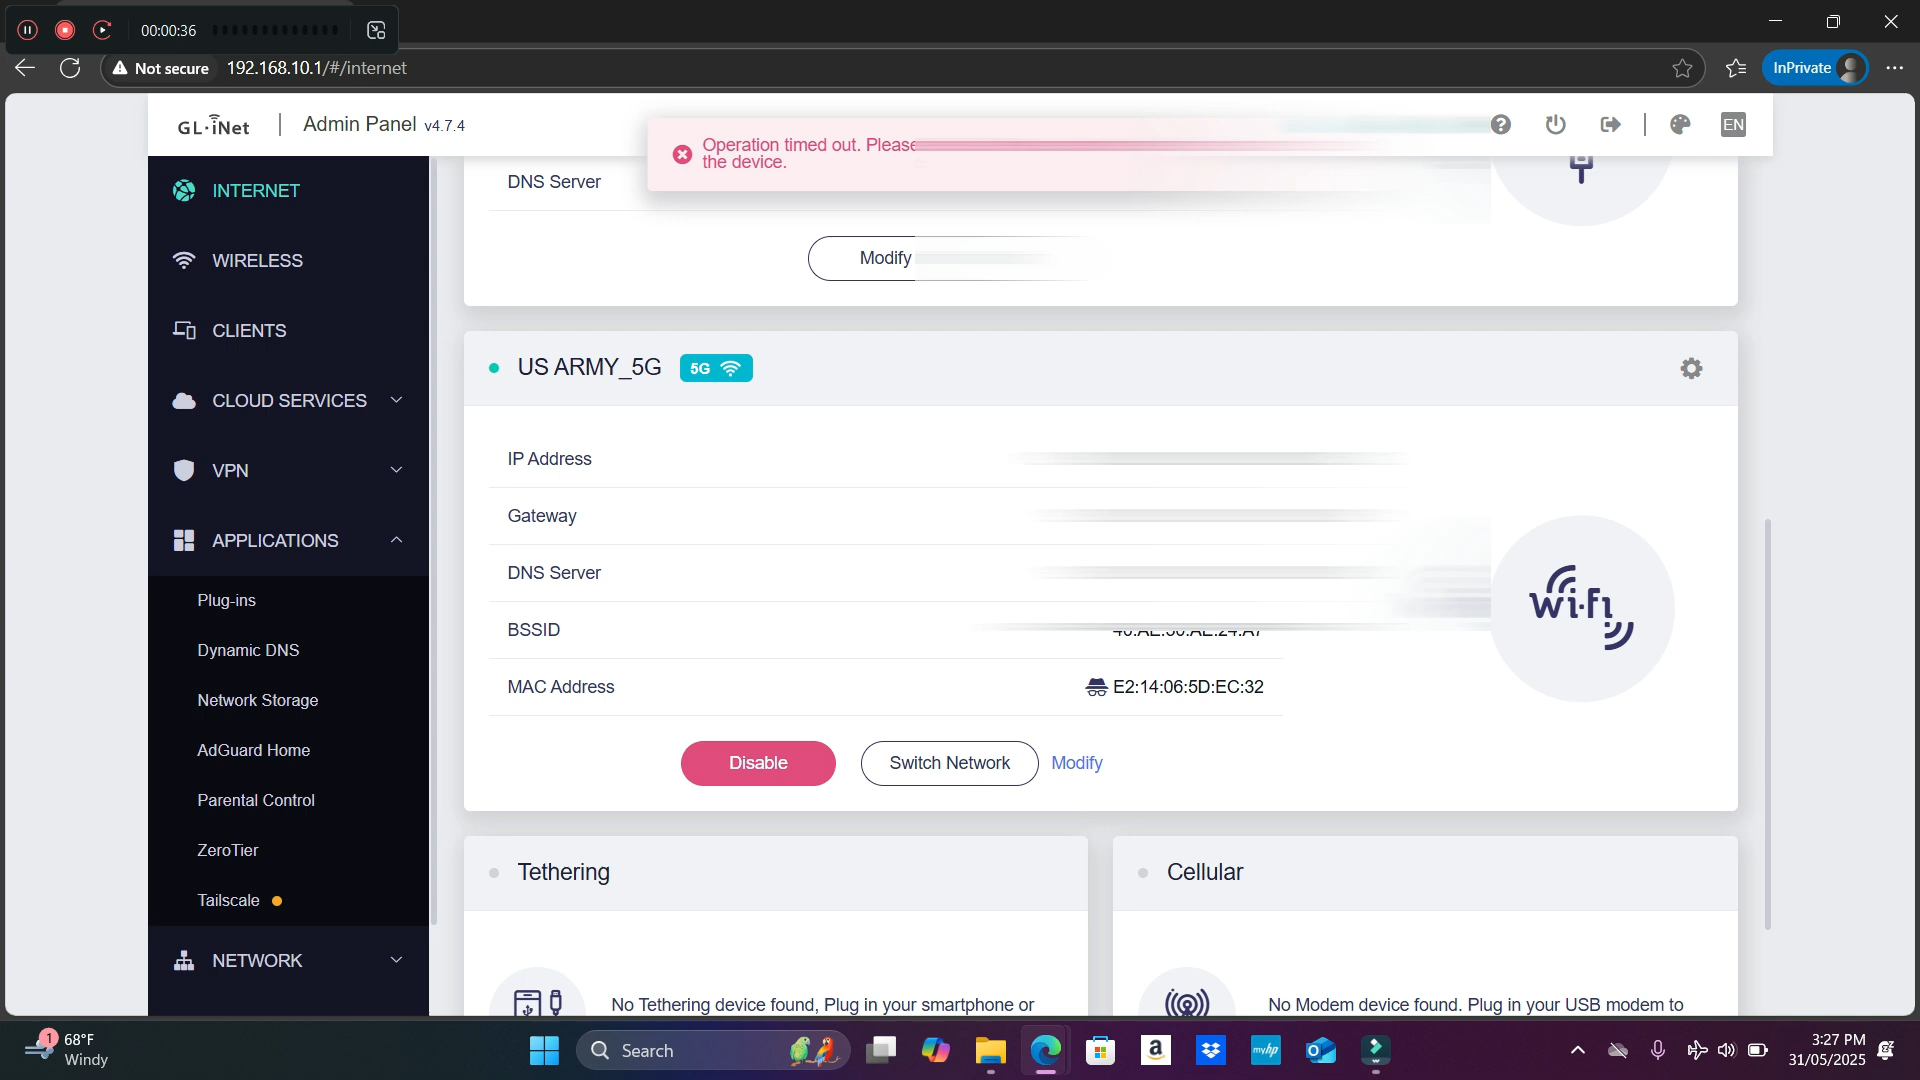 00:00:36
Not secure 192.168.10.1/#/internet
InPrivate
GL·iNet Admin Panel v4.7.4
EN
Operation timed out. Please
the device.
INTERNET
WIRELESS
CLIENTS
CLOUD SERVICES
VPN
APPLICATIONS
Plug-ins
Dynamic DNS
Network Storage
AdGuard Home
Parental Control
ZeroTier
Tailscale
NETWORK
DNS Server
Modify
US ARMY_5G 5G
IP Address
Gateway
DNS Server
BSSID
MAC Address E2:14:06:5D:EC:32
Wi-Fi
Disable Switch Network Modify
Tethering
No Tethering device found, Plug in your smartphone or
Cellular
No Modem device found. Plug in your USB modem to
1
68°F
Windy
Search
a
myhp
3:27 PM
31/05/2025